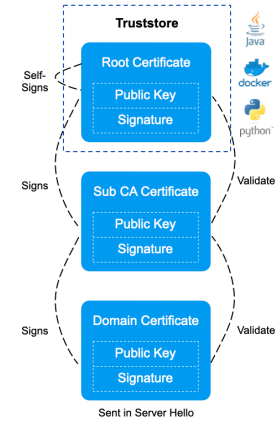 Truststore
Java
Root Certificate
Self-
Signs
docker
Public Key
Signature
python
Signs
Sub CA Certificate
Validate
Public Key
Signature
Domain Certificate
Signs
Validate
Public Key
Signature
Sent in Server Hello